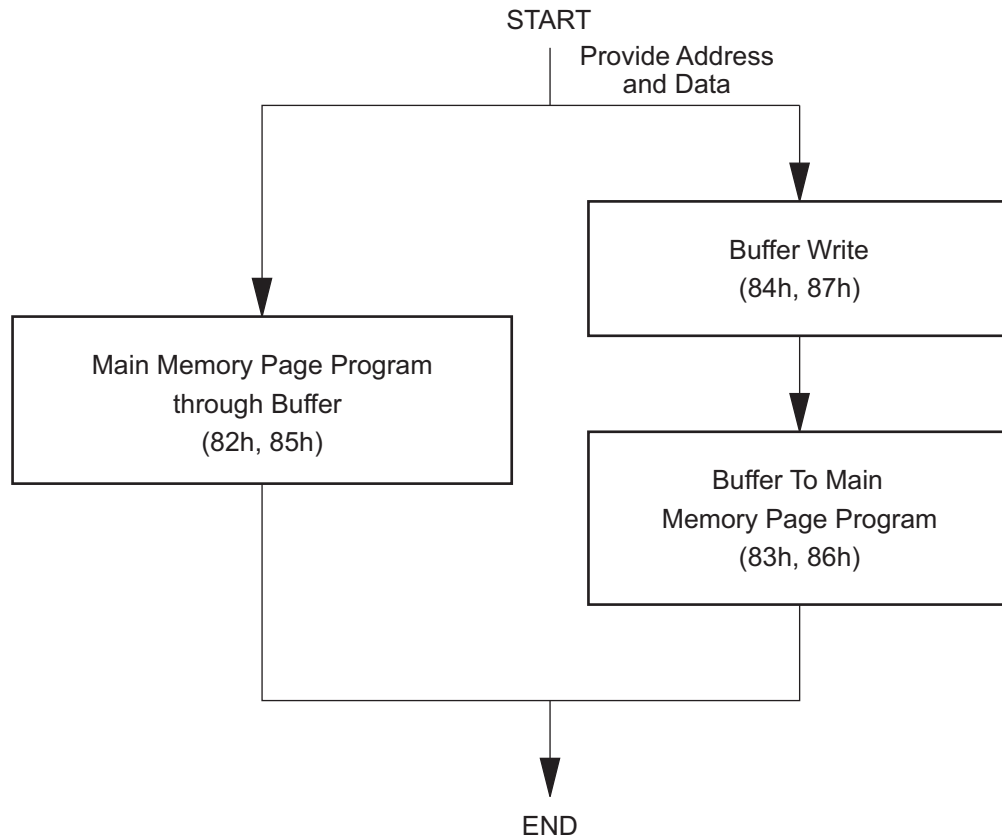 START
Provide Address
and Data
Buffer Write
(84h, 87h)
Main Memory Page Program
through Buffer
(82h, 85h)
Buffer To Main
Memory Page Program
(83h, 86h)
END